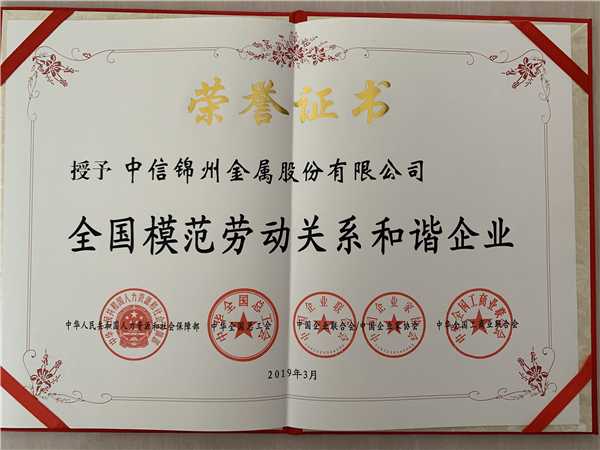 荣誉证书
授予 中信锦州金属股份有限公司
全国模范劳动关系和谐企业
中华人民共和国人力资源和社会保障部 中华全国总工会 中国企业联合会/中国企业家协会 中华全国工商业联合会
2019年3月